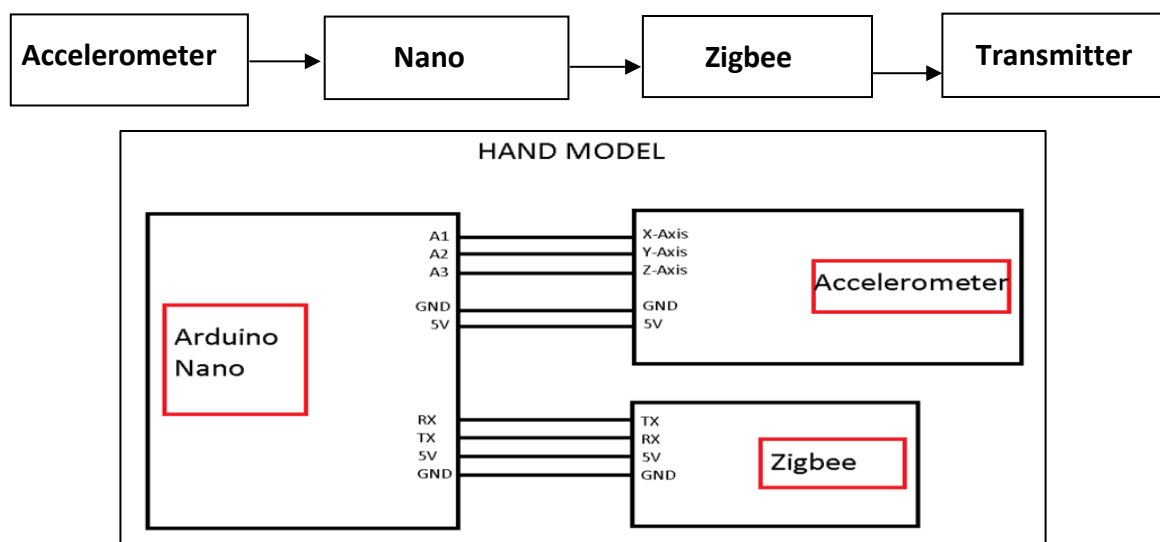 Accelerometer
Nano
Zigbee
Transmitter
HAND MODEL
A1
A2
A3
GND
5V
X-Axis
Y-Axis
Z-Axis
GND
5V
Accelerometer
Arduino
Nano
RX
TX
5V
GND
TX
RX
5V
GND
Zigbee